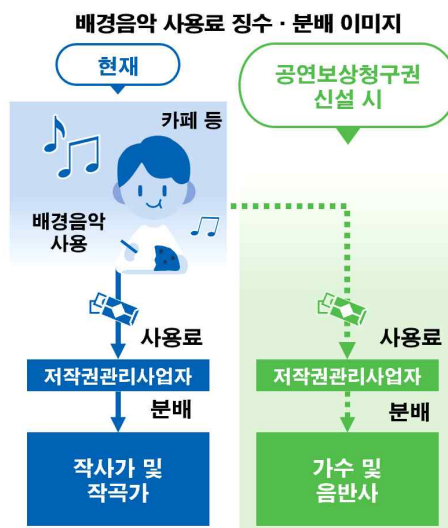 배경음악 사용료 징수 · 분배 이미지
현재
공연보상청구권
신설 시
카페 등
배경음악
사용
사용료
사용료
저작권관리사업자
저작권관리사업자
분배
분배
작사가 및
작곡가
가수 및
음반사